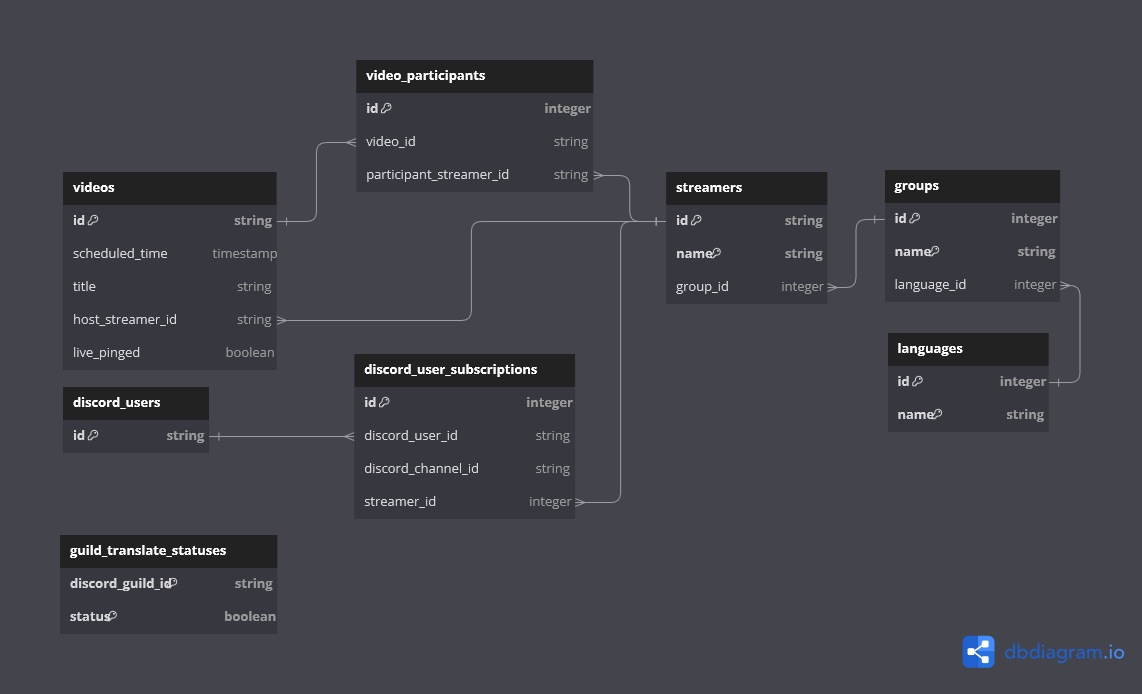 video_participants
id integer
video_id string
participant_streamer_id string
videos
id string
scheduled_time timestamp
title string
host_streamer_id string
live_pinged boolean
streamers
id string
name string
group_id integer
groups
id integer
name string
language_id integer
languages
id integer
name string
discord_users
id string
discord_user_subscriptions
id integer
discord_user_id string
discord_channel_id string
streamer_id integer
guild_translate_statuses
discord_guild_id string
status boolean
dbdiagram.io